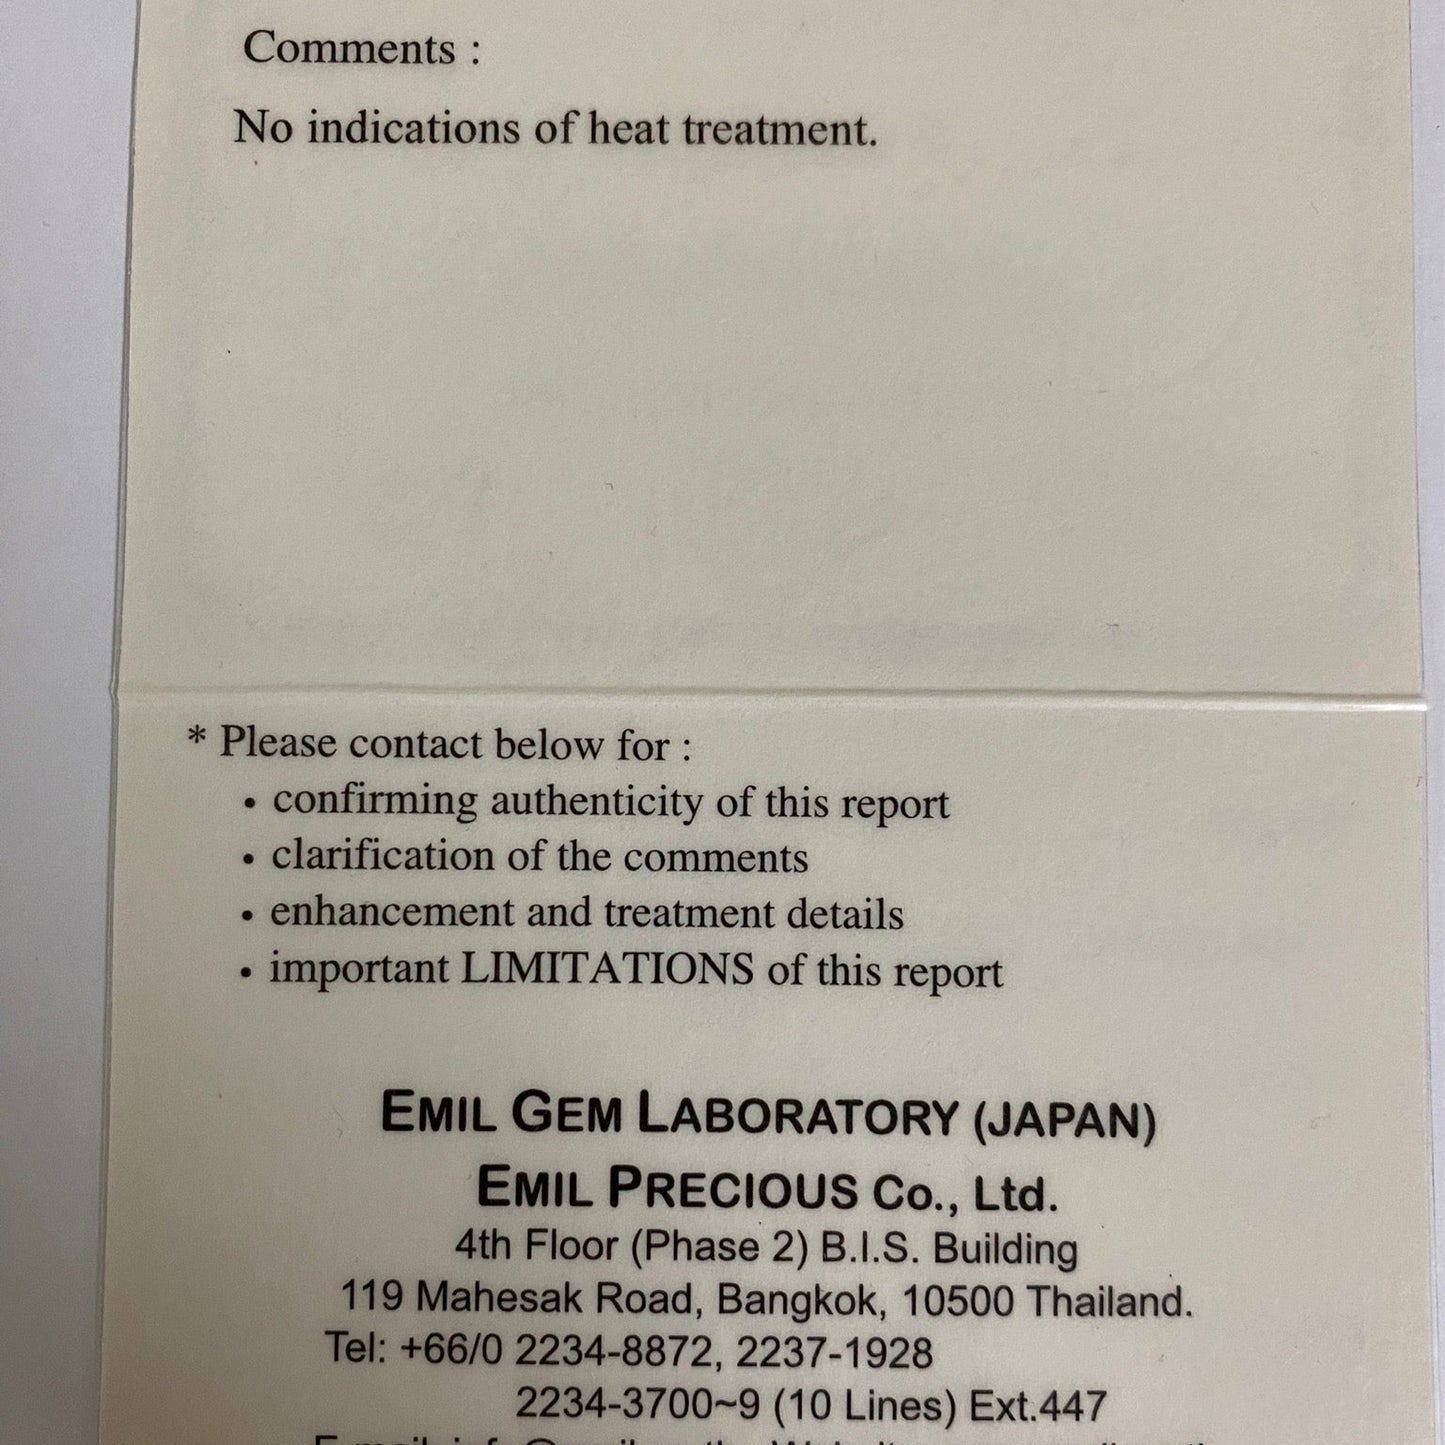 Comments :
No indications of heat treatment.
* Please contact below for :
• confirming authenticity of this report
• clarification of the comments
• enhancement and treatment details
• important LIMITATIONS of this report
EMIL GEM LABORATORY (JAPAN)
EMIL PRECIOUS Co., Ltd.
4th Floor (Phase 2) B.I.S. Building
119 Mahesak Road, Bangkok, 10500 Thailand.
Tel: +66/0 2234-8872, 2237-1928
2234-3700~9 (10 Lines) Ext.447